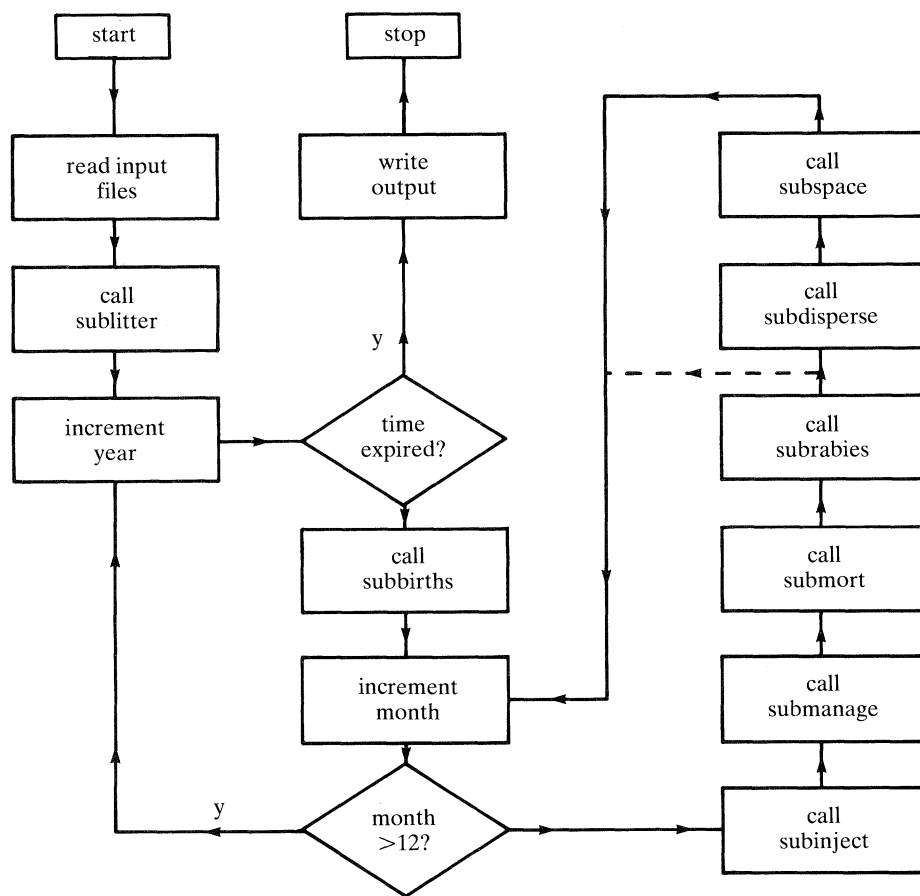 start
read input
files
call
sublitter
increment
year
stop
write
output
y
time
expired?
call
subbirths
increment
month
month
>12?
y
call
subspace
call
subdisperse
call
subrabies
call
submort
call
submanage
call
subinject